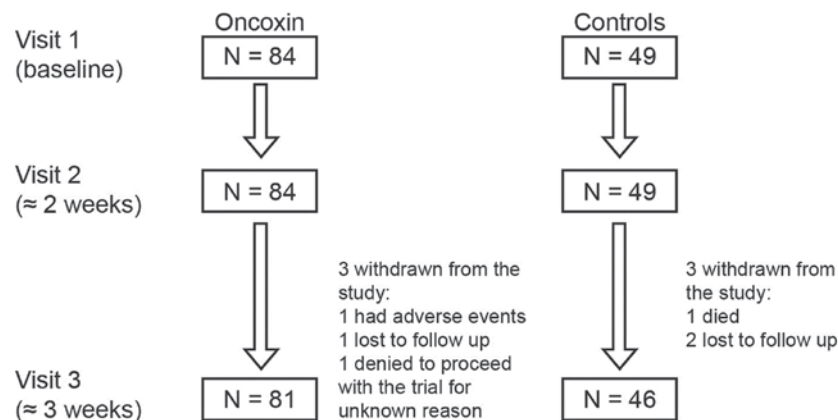 Oncoxin
Controls
Visit 1
(baseline)
N = 84
N = 49
Visit 2
(≈ 2 weeks)
N = 84
N = 49
3 withdrawn from the
study:
1 had adverse events
1 lost to follow up
1 denied to proceed
with the trial for
unknown reason
3 withdrawn from
the study:
1 died
2 lost to follow up
Visit 3
(≈ 3 weeks)
N = 81
N = 46